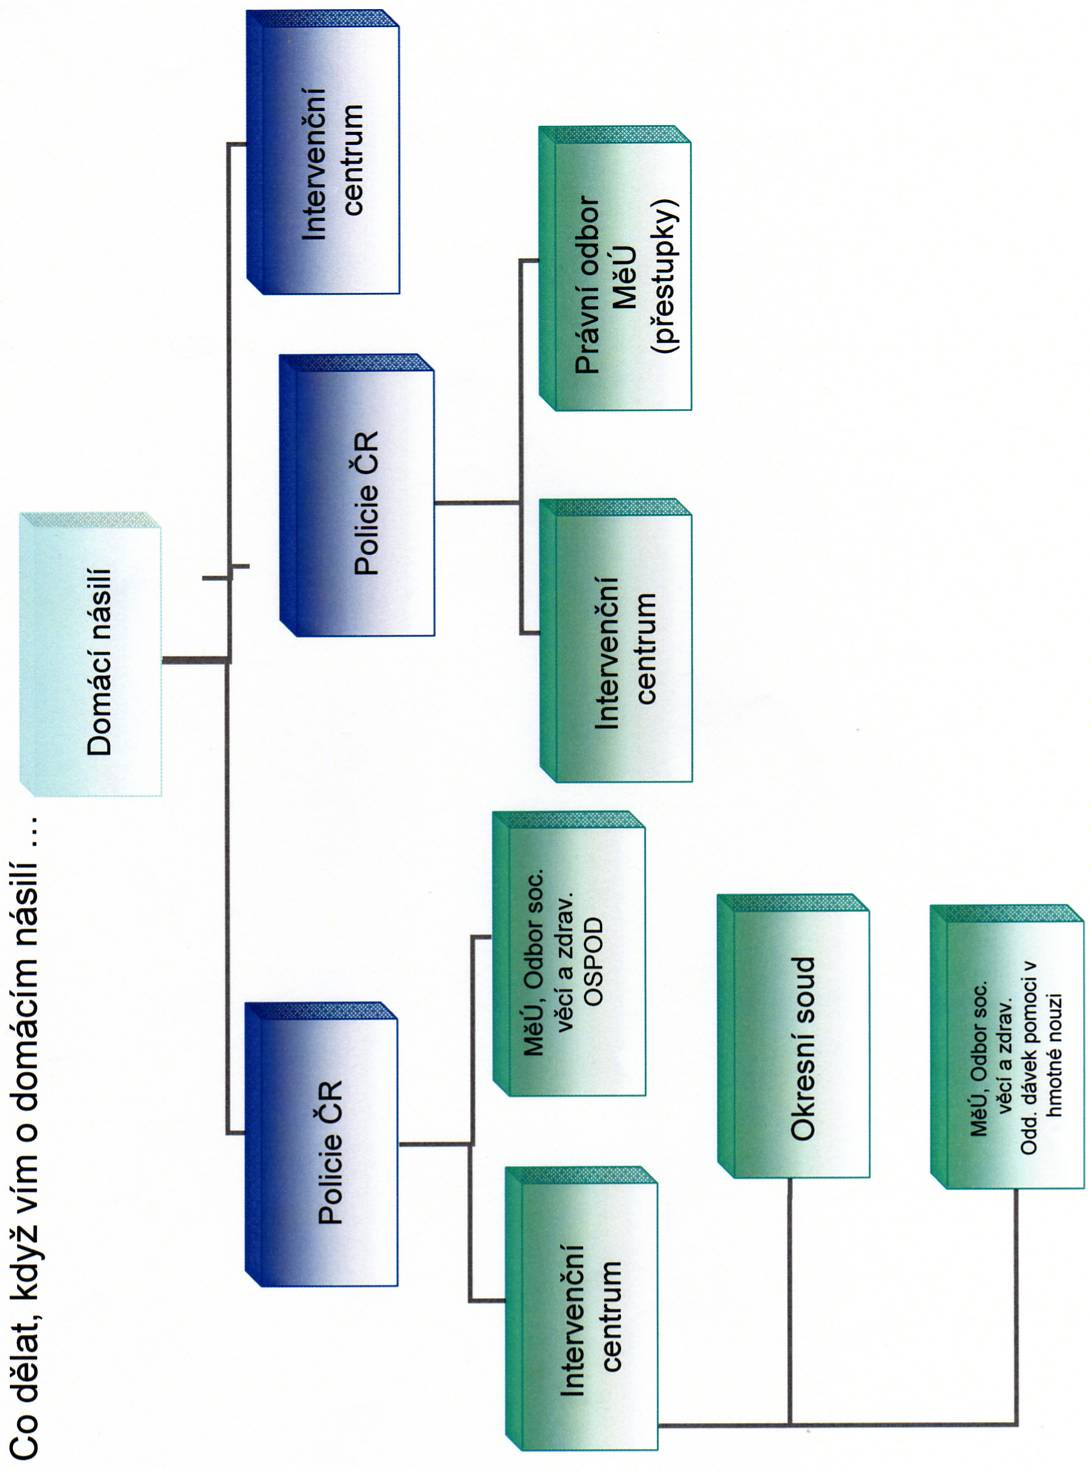 Co dělat, když vím o domácím násilí ...
Domácí násilí
Policie ČR
Policie ČR
Intervenční
centrum
Intervenční
centrum
MěÚ, Odbor soc.
věcí a zdrav.
OSPOD
Intervenční
centrum
Právní odbor
MěÚ
(přestupky)
Okresní soud
MěÚ, Odbor soc.
věcí a zdrav.
Odd. dávek pomoci v
hmotné nouzi